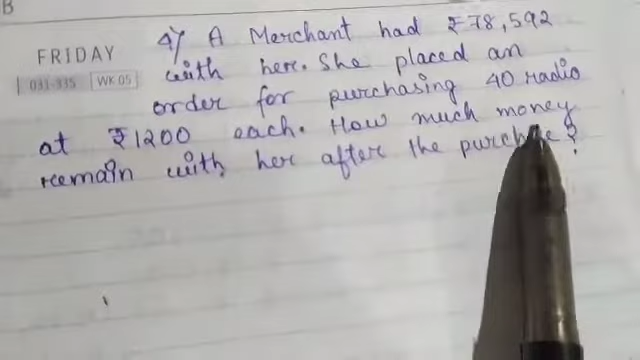 B
FRIDAY
031-335 WK 05
4) A Merchant had ₹78,592
with her. She placed an
order for purchasing 40 radio
at ₹1200 each. How much money
remain with her after the purchase?